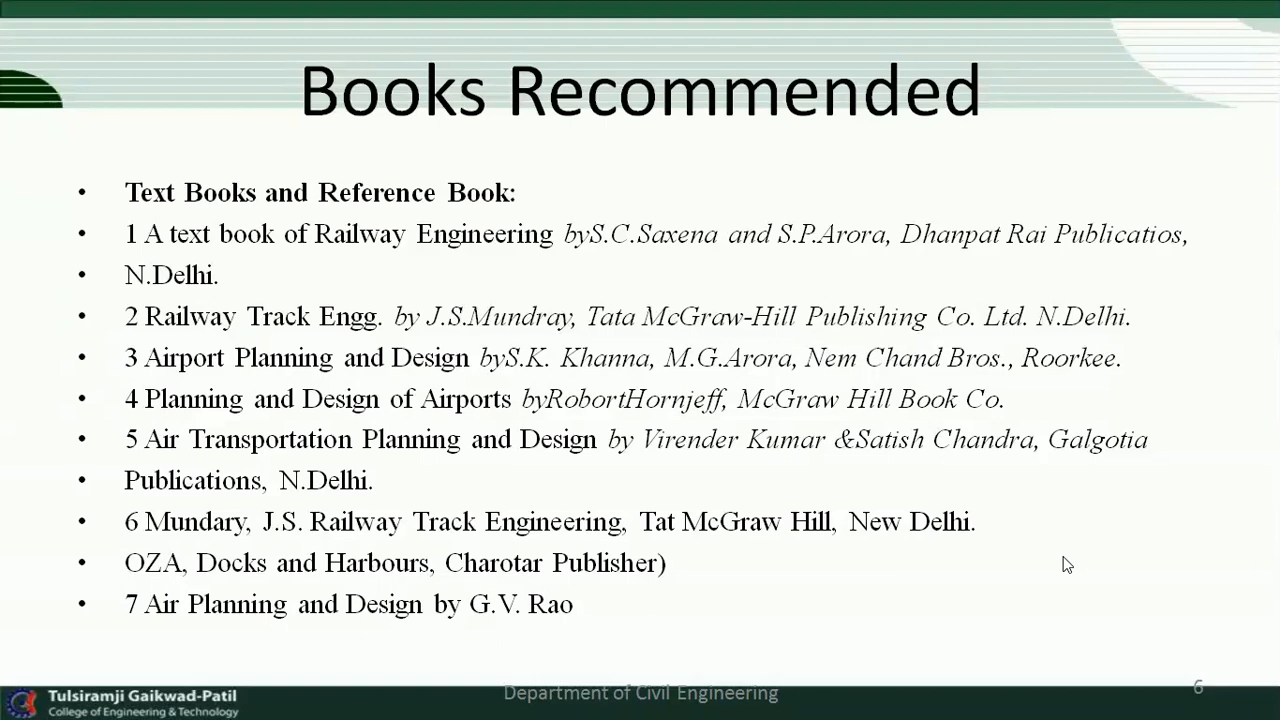 Books Recommended
• Text Books and Reference Book:
• 1 A text book of Railway Engineering byS.C.Saxena and S.P.Arora, Dhanpat Rai Publicatios,
• N.Delhi.
• 2 Railway Track Engg. by J.S.Mundray, Tata McGraw-Hill Publishing Co. Ltd. N.Delhi.
• 3 Airport Planning and Design byS.K. Khanna, M.G.Arora, Nem Chand Bros., Roorkee.
• 4 Planning and Design of Airports byRobortHornjeff, McGraw Hill Book Co.
• 5 Air Transportation Planning and Design by Virender Kumar &Satish Chandra, Galgotia
• Publications, N.Delhi.
• 6 Mundary, J.S. Railway Track Engineering, Tat McGraw Hill, New Delhi.
• OZA, Docks and Harbours, Charotar Publisher)
• 7 Air Planning and Design by G.V. Rao
Tulsiramji Gaikwad-Patil
College of Engineering & Technology
Department of Civil Engineering
6